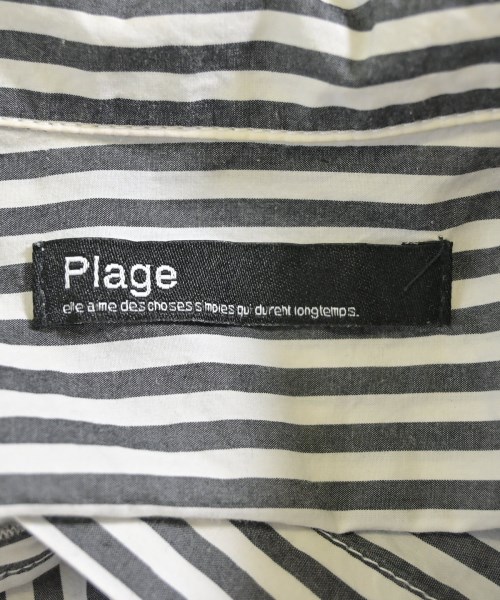 Plage
elle aime des choses simples qui durent longtemps.